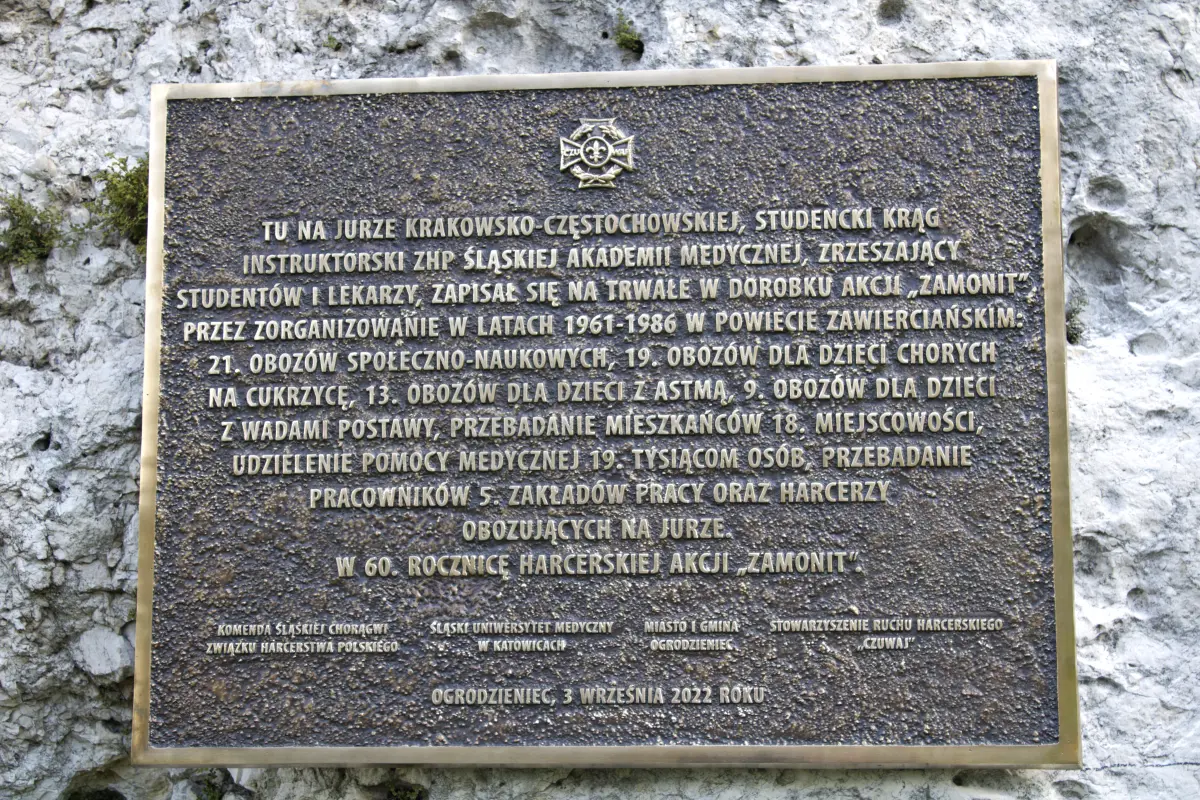 CZUWAJ
TU NA JURZE KRAKOWSKO-CZĘSTOCHOWSKIEJ, STUDENCKI KRĄG
INSTRUKTORSKI ZHP ŚLĄSKIEJ AKADEMII MEDYCZNEJ, ZRZESZAJĄCY
STUDENTÓW I LEKARZY, ZAPISAŁ SIĘ NA TRWAŁE W DOROBKU AKCJI „ZAMONIT”
PRZEZ ZORGANIZOWANIE W LATACH 1961-1986 W POWIECIE ZAWIERCIAŃSKIM:
21. OBOZÓW SPOŁECZNO-NAUKOWYCH, 19. OBOZÓW DLA DZIECI CHORYCH
NA CUKRZYCĘ, 13. OBOZÓW DLA DZIECI Z ASTMĄ, 9. OBOZÓW DLA DZIECI
Z WADAMI POSTAWY, PRZEBADANIE MIESZKAŃCÓW 18. MIEJSCOWOŚCI,
UDZIELENIE POMOCY MEDYCZNEJ 19. TYSIĄCOM OSÓB, PRZEBADANIE
PRACOWNIKÓW 5. ZAKŁADÓW PRACY ORAZ HARCERZY
OBOZUJĄCYCH NA JURZE.
W 60. ROCZNICĘ HARCERSKIEJ AKCJI „ZAMONIT”.
KOMENDA ŚLĄSKIEJ CHORĄGWI
ZWIĄZKU HARCERSTWA POLSKIEGO
ŚLĄSKI UNIWERSYTET MEDYCZNY
W KATOWICACH
MIASTO I GMINA
OGRODZIENIEC
STOWARZYSZENIE RUCHU HARCERSKIEGO
„CZUWAJ”
OGRODZIENIEC, 3 WRZEŚNIA 2022 ROKU